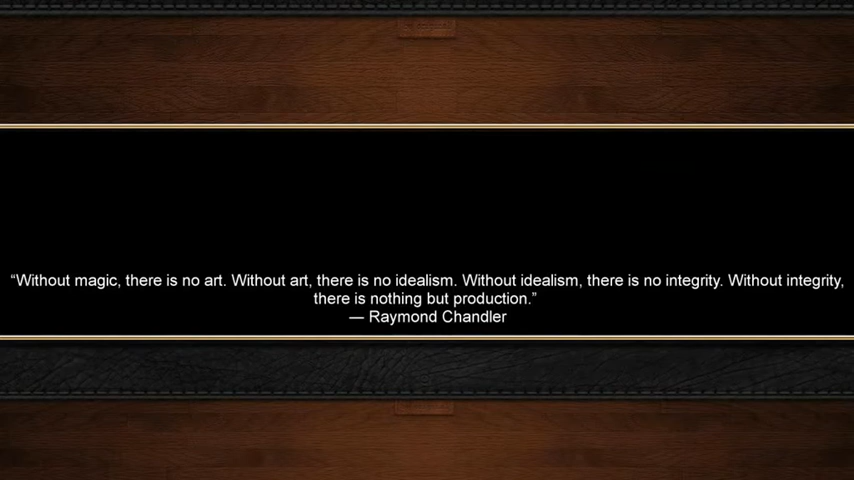 “Without magic, there is no art. Without art, there is no idealism. Without idealism, there is no integrity. Without integrity,
there is nothing but production.”
— Raymond Chandler